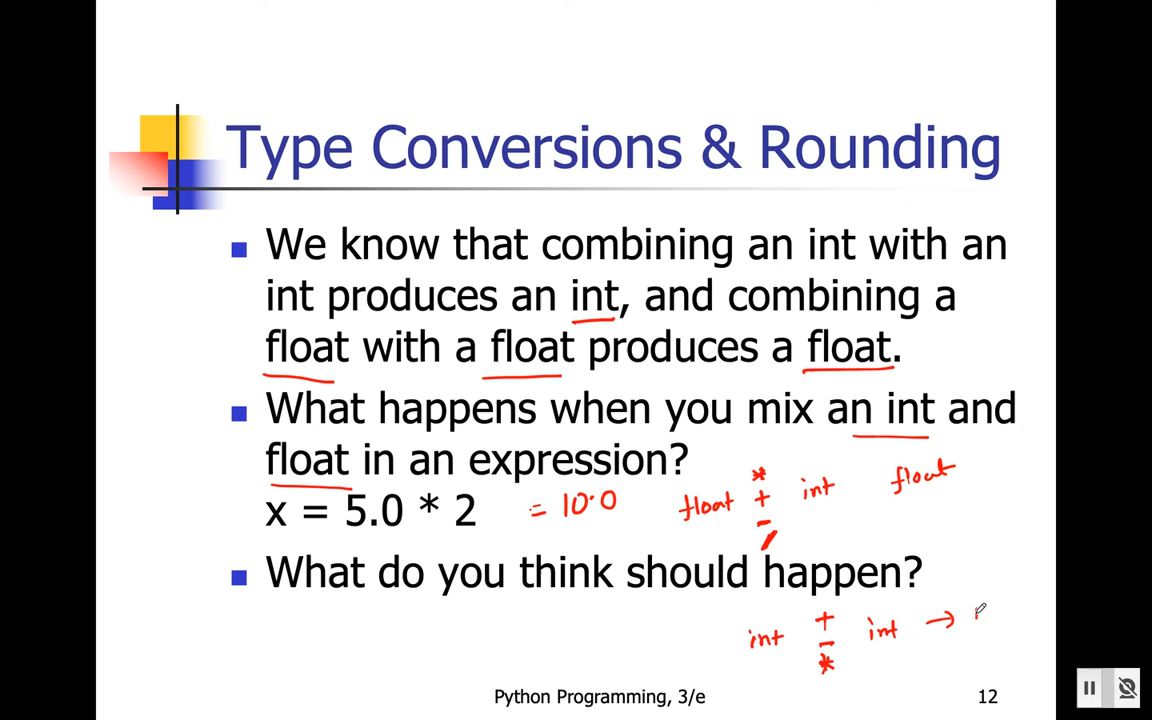 Type Conversions & Rounding
We know that combining an int with an
int produces an int, and combining a
float with a float produces a float.
What happens when you mix an int and
float in an expression?
x = 5.0 * 2 = 10.0 float * + - / int float
What do you think should happen?
int + - * int →
Python Programming, 3/e 12